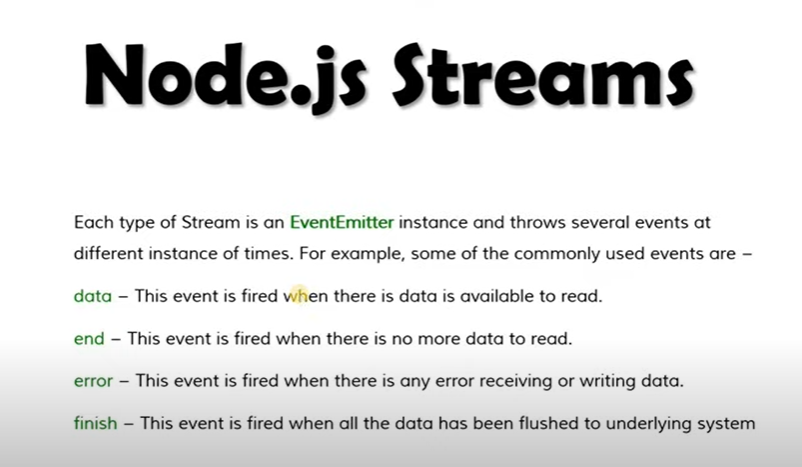 Node.js Streams
Each type of Stream is an EventEmitter instance and throws several events at
different instance of times. For example, some of the commonly used events are –
data – This event is fired when there is data is available to read.
end – This event is fired when there is no more data to read.
error – This event is fired when there is any error receiving or writing data.
finish – This event is fired when all the data has been flushed to underlying system